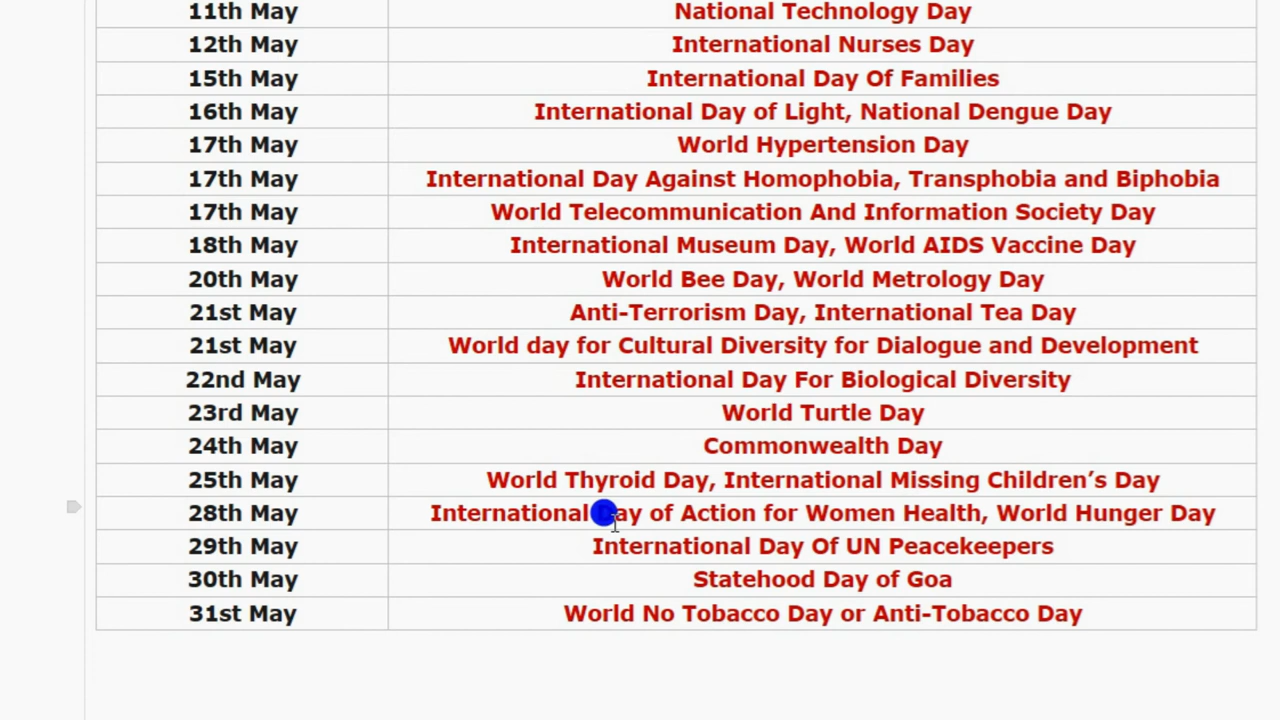 11th May National Technology Day
12th May International Nurses Day
15th May International Day Of Families
16th May International Day of Light, National Dengue Day
17th May World Hypertension Day
17th May International Day Against Homophobia, Transphobia and Biphobia
17th May World Telecommunication And Information Society Day
18th May International Museum Day, World AIDS Vaccine Day
20th May World Bee Day, World Metrology Day
21st May Anti-Terrorism Day, International Tea Day
21st May World day for Cultural Diversity for Dialogue and Development
22nd May International Day For Biological Diversity
23rd May World Turtle Day
24th May Commonwealth Day
25th May World Thyroid Day, International Missing Children’s Day
28th May International Day of Action for Women Health, World Hunger Day
29th May International Day Of UN Peacekeepers
30th May Statehood Day of Goa
31st May World No Tobacco Day or Anti-Tobacco Day